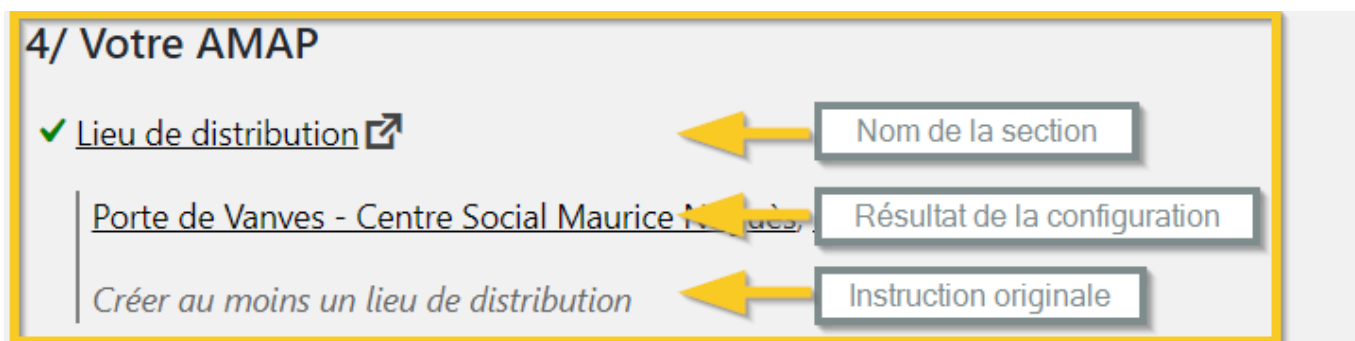 4/ Votre AMAP
Lieu de distribution
Nom de la section
Porte de Vanves - Centre Social Maurice
Résultat de la configuration
Créer au moins un lieu de distribution
Instruction originale